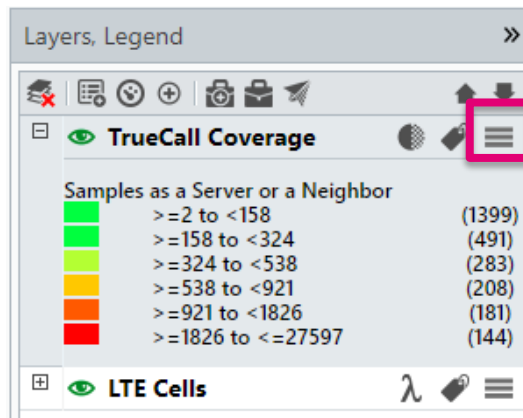 Layers, Legend
TrueCall Coverage
Samples as a Server or a Neighbor
>=2 to <158 (1399)
>=158 to <324 (491)
>=324 to <538 (283)
>=538 to <921 (208)
>=921 to <1826 (181)
>=1826 to <=27597 (144)
LTE Cells